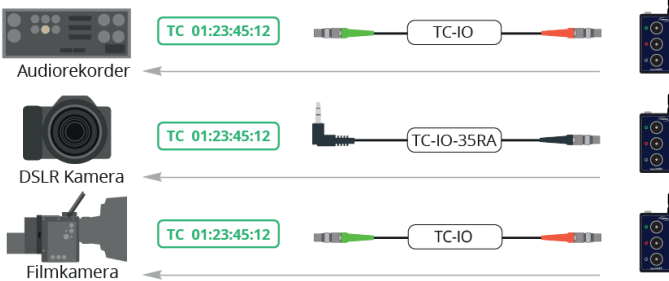 TC 01:23:45:12
TC-IO
Audiorekorder
TC 01:23:45:12
TC-IO-35RA
DSLR Kamera
TC 01:23:45:12
TC-IO
Filmkamera